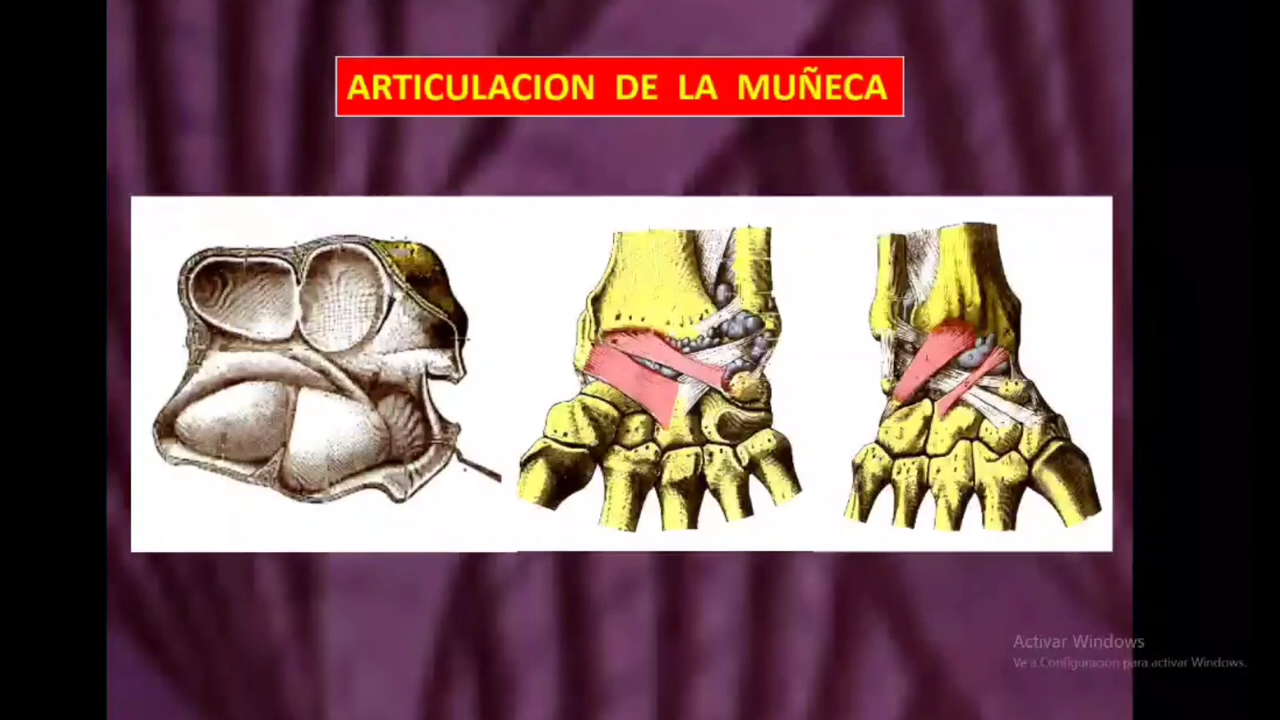 ARTICULACION DE LA MUÑECA
Activar Windows
Ve a Configuración para activar Windows.